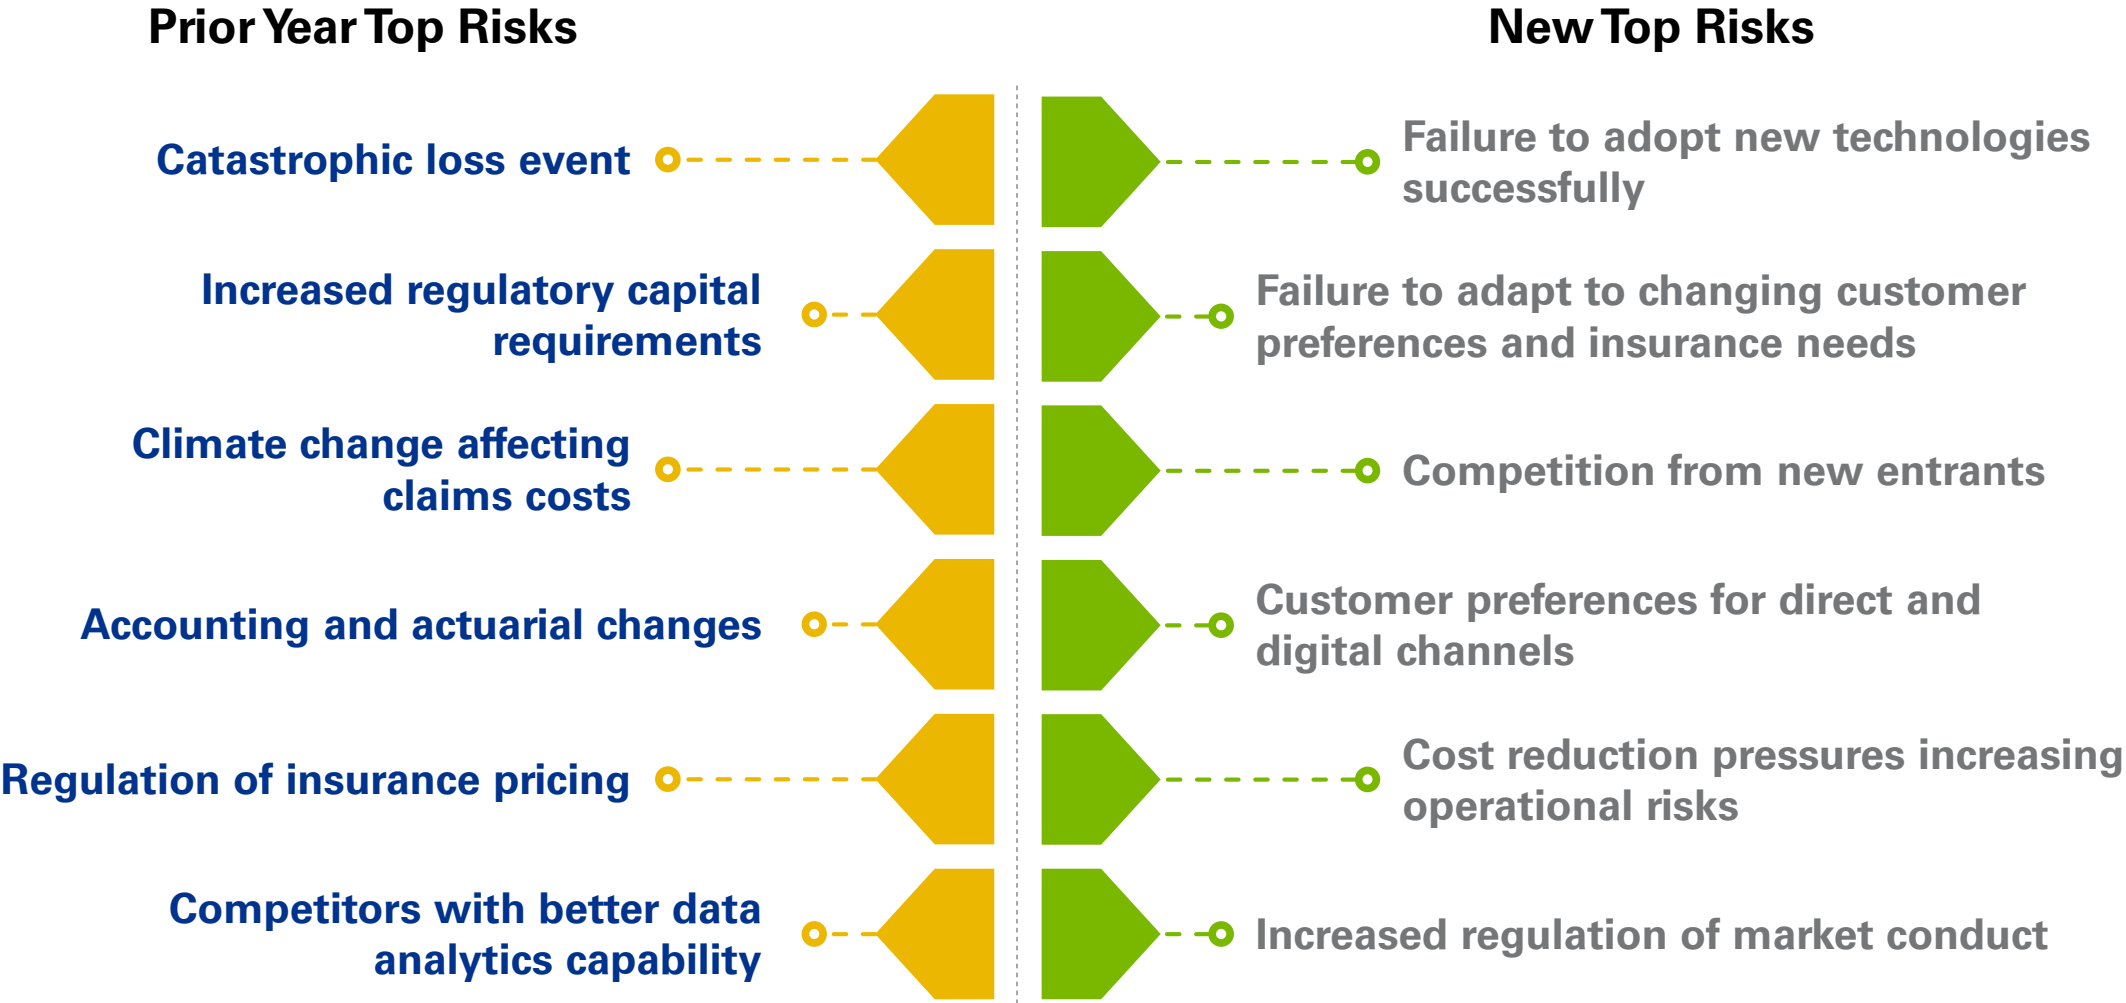 Prior Year Top Risks
New Top Risks
Catastrophic loss event
Failure to adopt new technologies
successfully
Increased regulatory capital
requirements
Failure to adapt to changing customer
preferences and insurance needs
Climate change affecting
claims costs
Competition from new entrants
Accounting and actuarial changes
Customer preferences for direct and
digital channels
Regulation of insurance pricing
Cost reduction pressures increasing
operational risks
Competitors with better data
analytics capability
Increased regulation of market conduct